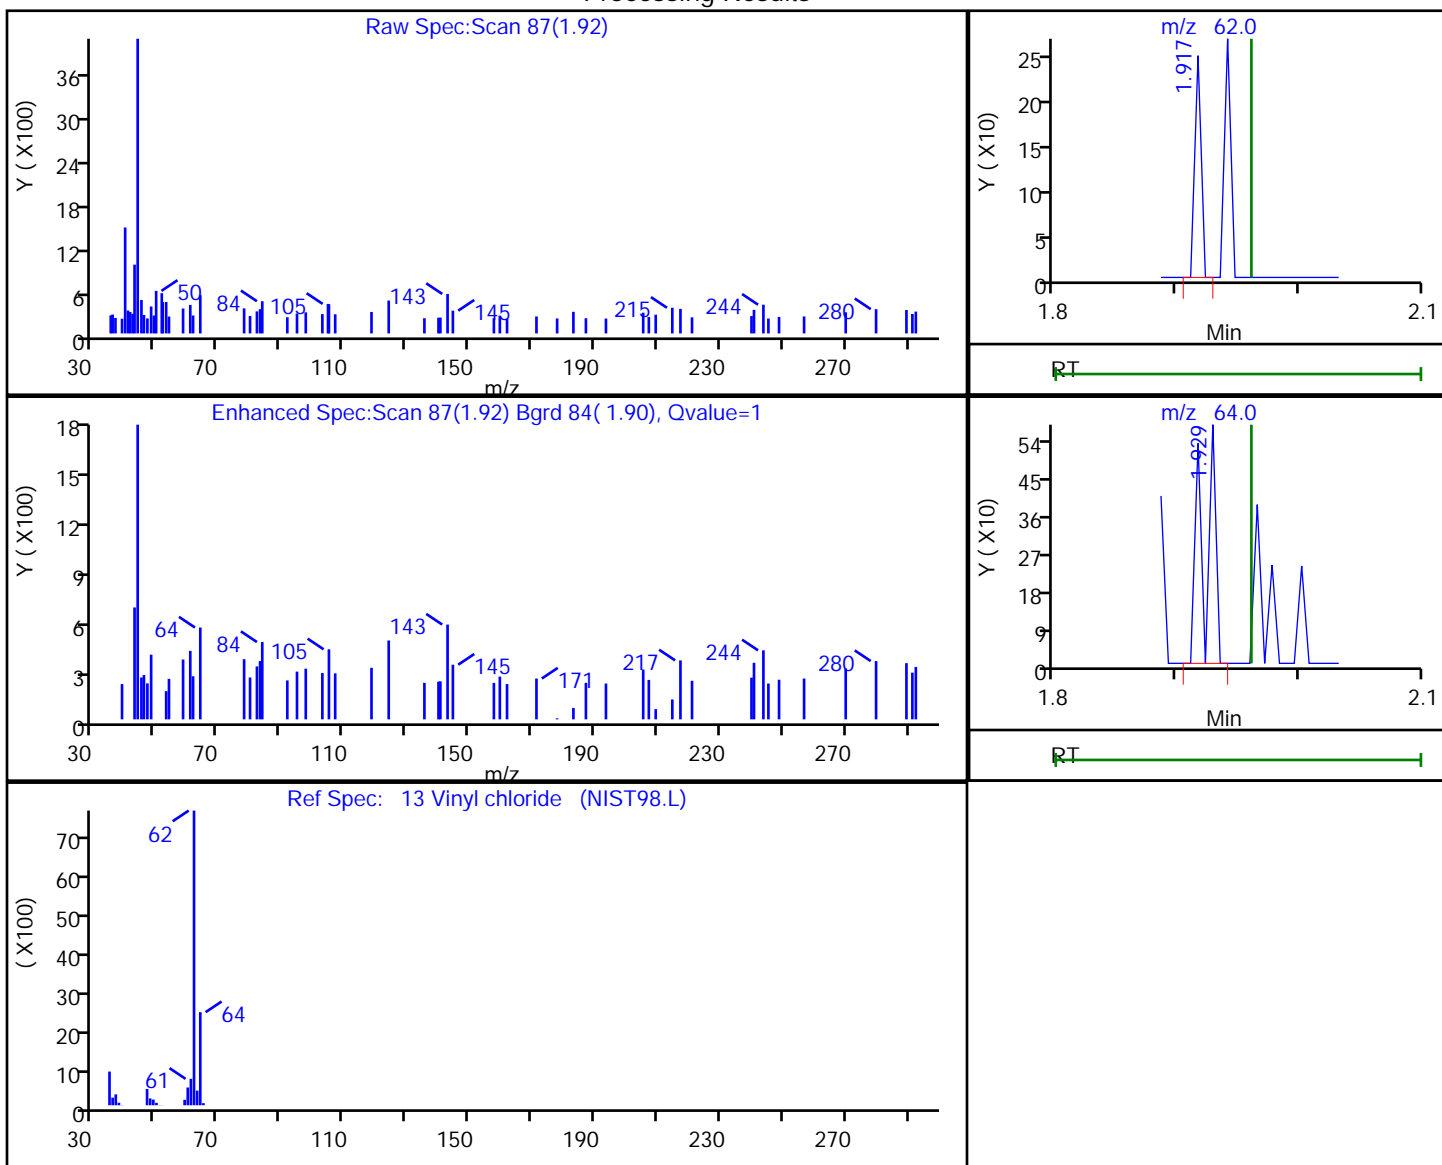 Processing Results
Raw Spec:Scan 87(1.92)
Y ( X100)
36
30
24
18
12
6
0
50
84
105
143
145
215
244
280
30 70 110 150 190 230 270
m/z
m/z 62.0
Y ( X10)
25
20
15
10
5
0
1.917
1.8 2.1
Min
RT
Enhanced Spec:Scan 87(1.92) Bgrd 84( 1.90), Qvalue=1
Y ( X100)
18
15
12
9
6
3
0
64
84
105
143
145
171
217
244
280
30 70 110 150 190 230 270
m/z
m/z 64.0
Y ( X10)
54
45
36
27
18
9
0
1.929
1.8 2.1
Min
RT
Ref Spec: 13 Vinyl chloride (NIST98.L)
( X100)
70
60
50
40
30
20
10
0
62
64
61
30 70 110 150 190 230 270